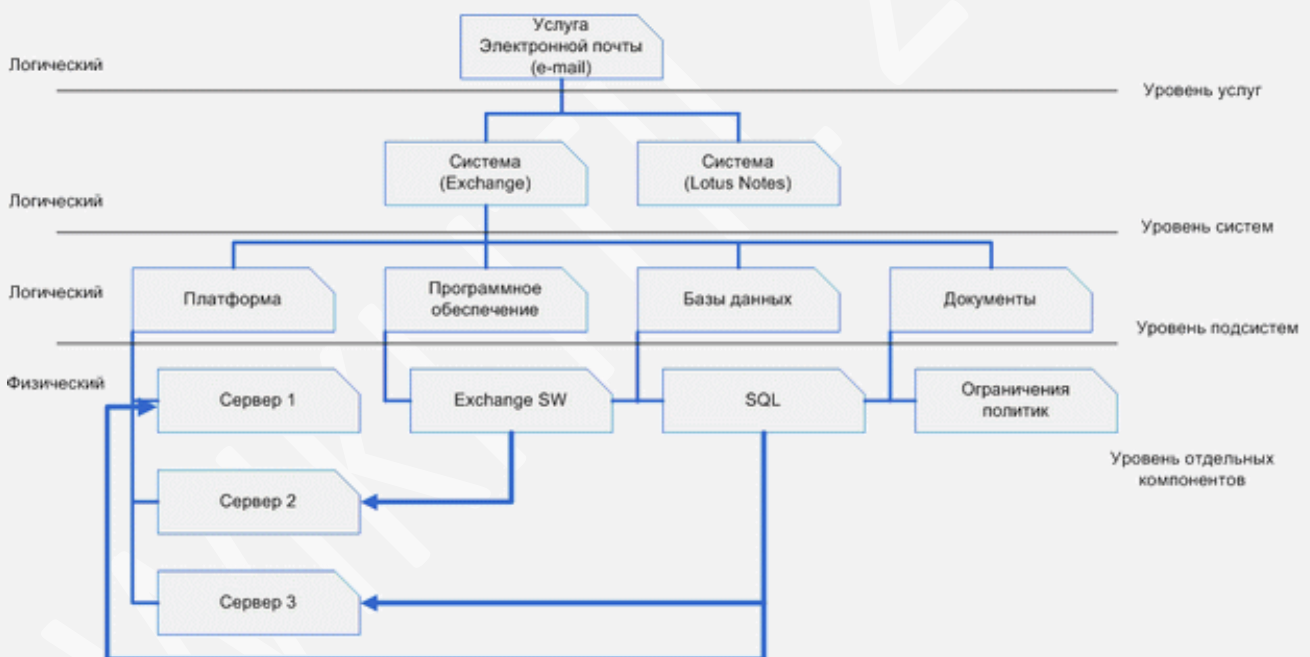 Услуга
Электронной почты
(e-mail)
Логический
Уровень услуг
Система
(Exchange)
Система
(Lotus Notes)
Логический
Уровень систем
Логический
Платформа
Программное
обеспечение
Базы данных
Документы
Уровень подсистем
Физический
Сервер 1
Exchange SW
SQL
Ограничения
политик
Уровень отдельных
компонентов
Сервер 2
Сервер 3